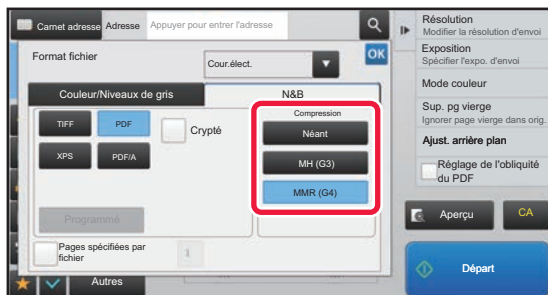 Carnet adresse
Adresse
Appuyer pour entrer l'adresse
Format fichier
Cour.élect.
OK
Couleur/Niveaux de gris
N&B
TIFF
PDF
Crypté
XPS
PDF/A
Programmé
Compression
Néant
MH (G3)
MMR (G4)
Pages spécifiées par
fichier
1
Autres
Résolution
Modifier la résolution d'envoi
Exposition
Spécifier l'expo. d'envoi
Mode couleur
Sup. pg vierge
Ignorer page vierge dans orig.
Ajust. arrière plan
Réglage de l'obliquité
du PDF
Aperçu
CA
Départ